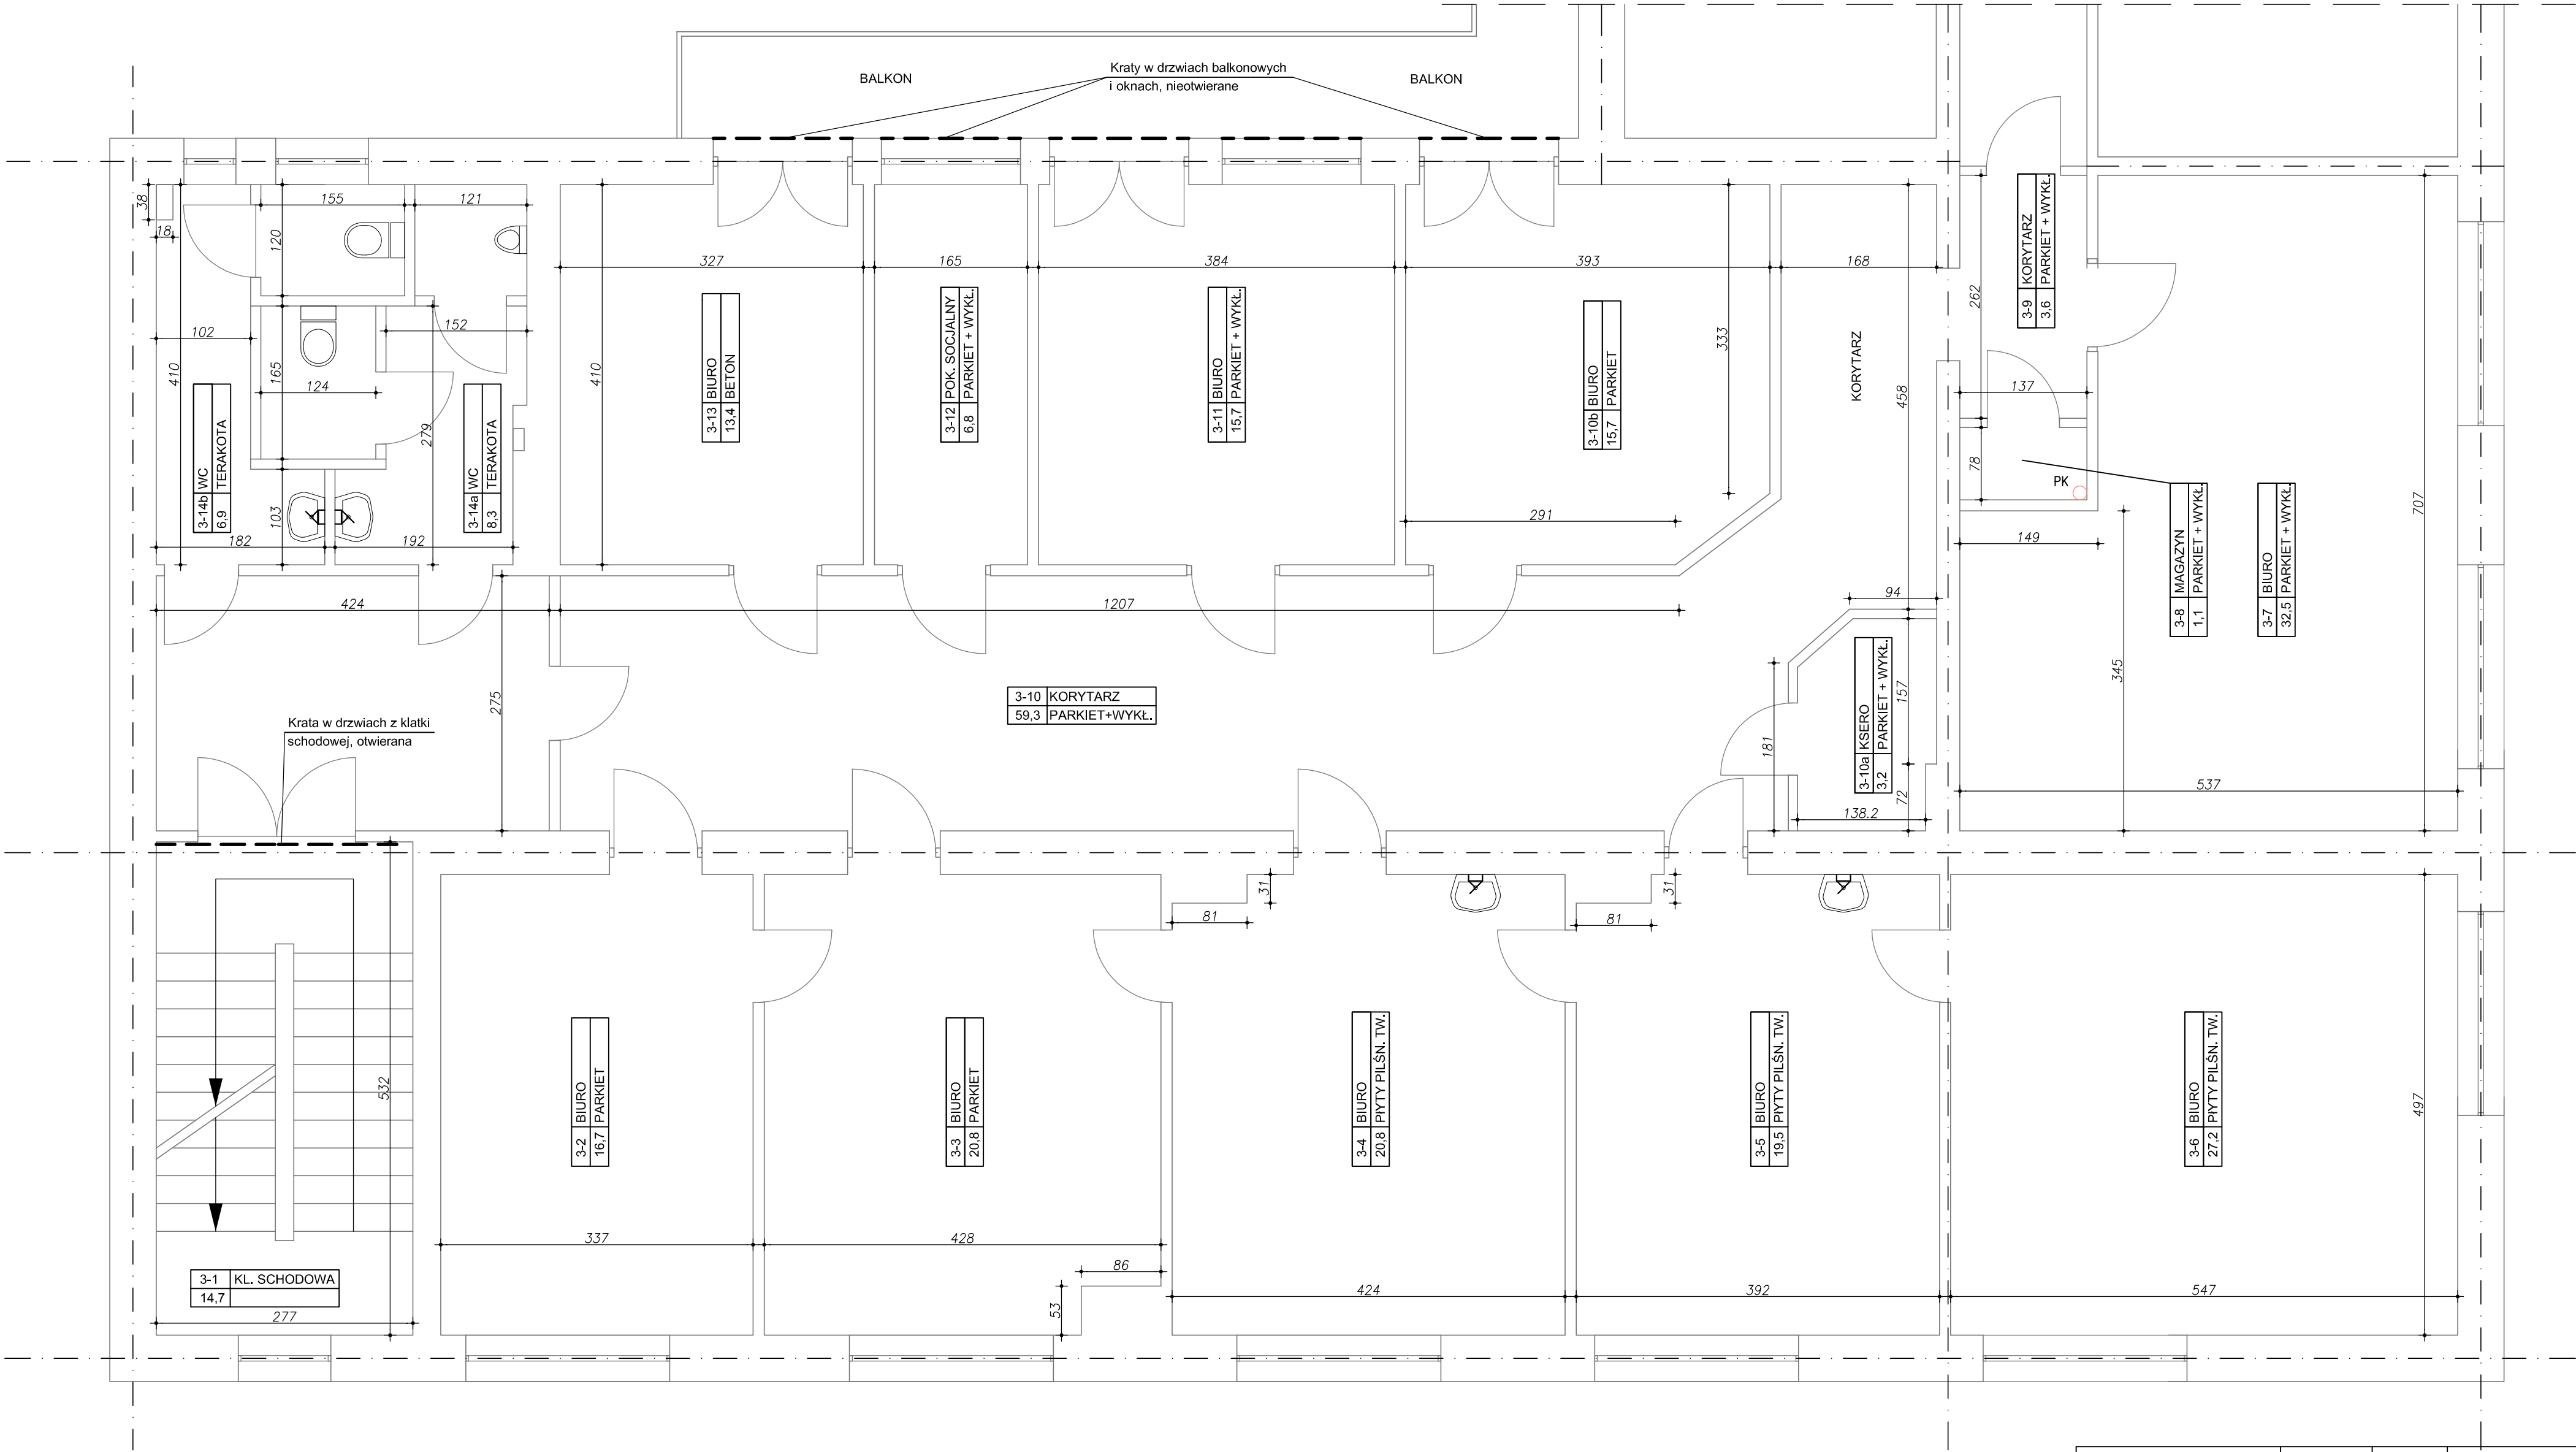 BALKON
Kraty w drzwiach balkonowych
i oknach, nieotwierane
BALKON
38
18
155
121
120
102
410
165
124
152
279
103
182
192
3-14b WC
6,9 TERAKOTA
3-14a WC
8,3 TERAKOTA
327
165
384
393
168
410
333
291
458
3-13 BIURO
13,4 BETON
3-12 POK. SOCJALNY
6,8 PARKIET + WYKŁ.
3-11 BIURO
15,7 PARKIET + WYKŁ.
3-10b BIURO
15,7 PARKIET
KORYTARZ
3-9 KORYTARZ
3,6 PARKIET + WYKŁ.
262
137
78
PK
149
345
707
537
3-8 MAGAZYN
1,1 PARKIET + WYKŁ.
3-7 BIURO
32,5 PARKIET + WYKŁ.
424
1207
94
275
157
181
72
138.2
3-10a KSERO
3,2 PARKIET + WYKŁ.
3-10 KORYTARZ
59,3 PARKIET+WYKŁ.
Krata w drzwiach z klatki
schodowej, otwierana
31
81
31
81
532
497
3-2 BIURO
16,7 PARKIET
3-3 BIURO
20,8 PARKIET
3-4 BIURO
20,8 PŁYTY PILŚN. TW.
3-5 BIURO
19,5 PŁYTY PILŚN. TW.
3-6 BIURO
27,2 PŁYTY PILŚN. TW.
337
428
86
53
424
392
547
3-1 KL. SCHODOWA
14,7
277